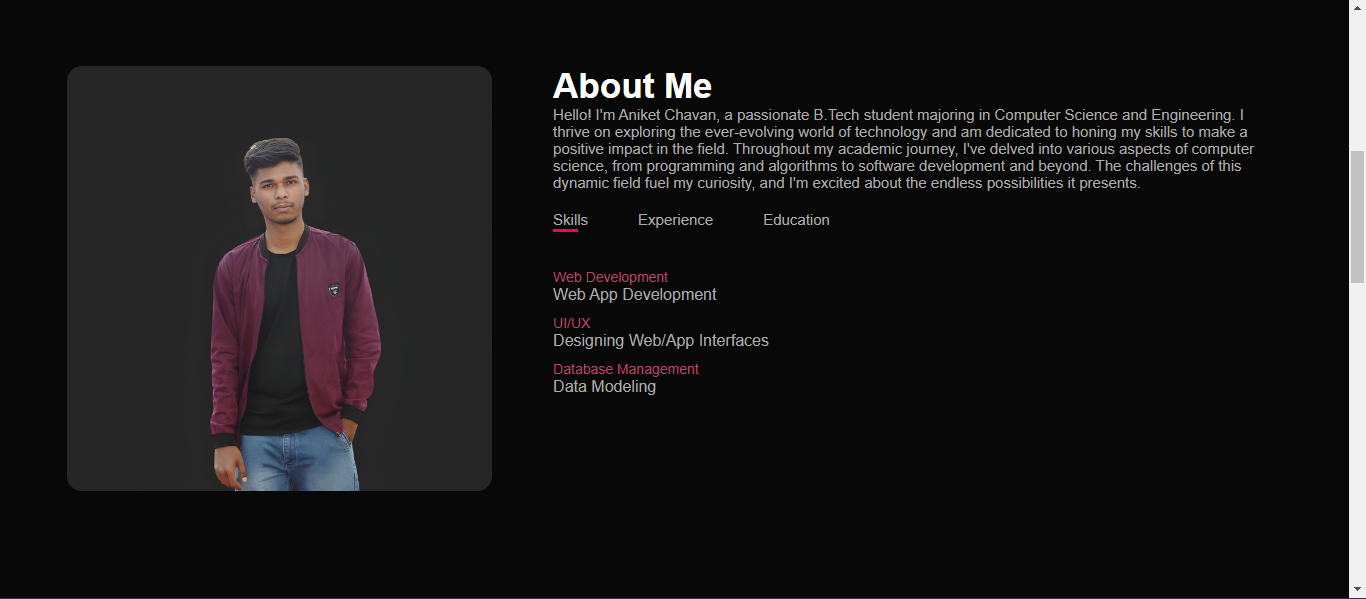 About Me
Hello! I'm Aniket Chavan, a passionate B.Tech student majoring in Computer Science and Engineering. I
thrive on exploring the ever-evolving world of technology and am dedicated to honing my skills to make a
positive impact in the field. Throughout my academic journey, I've delved into various aspects of computer
science, from programming and algorithms to software development and beyond. The challenges of this
dynamic field fuel my curiosity, and I'm excited about the endless possibilities it presents.
Skills Experience Education
Web Development
Web App Development
UI/UX
Designing Web/App Interfaces
Database Management
Data Modeling